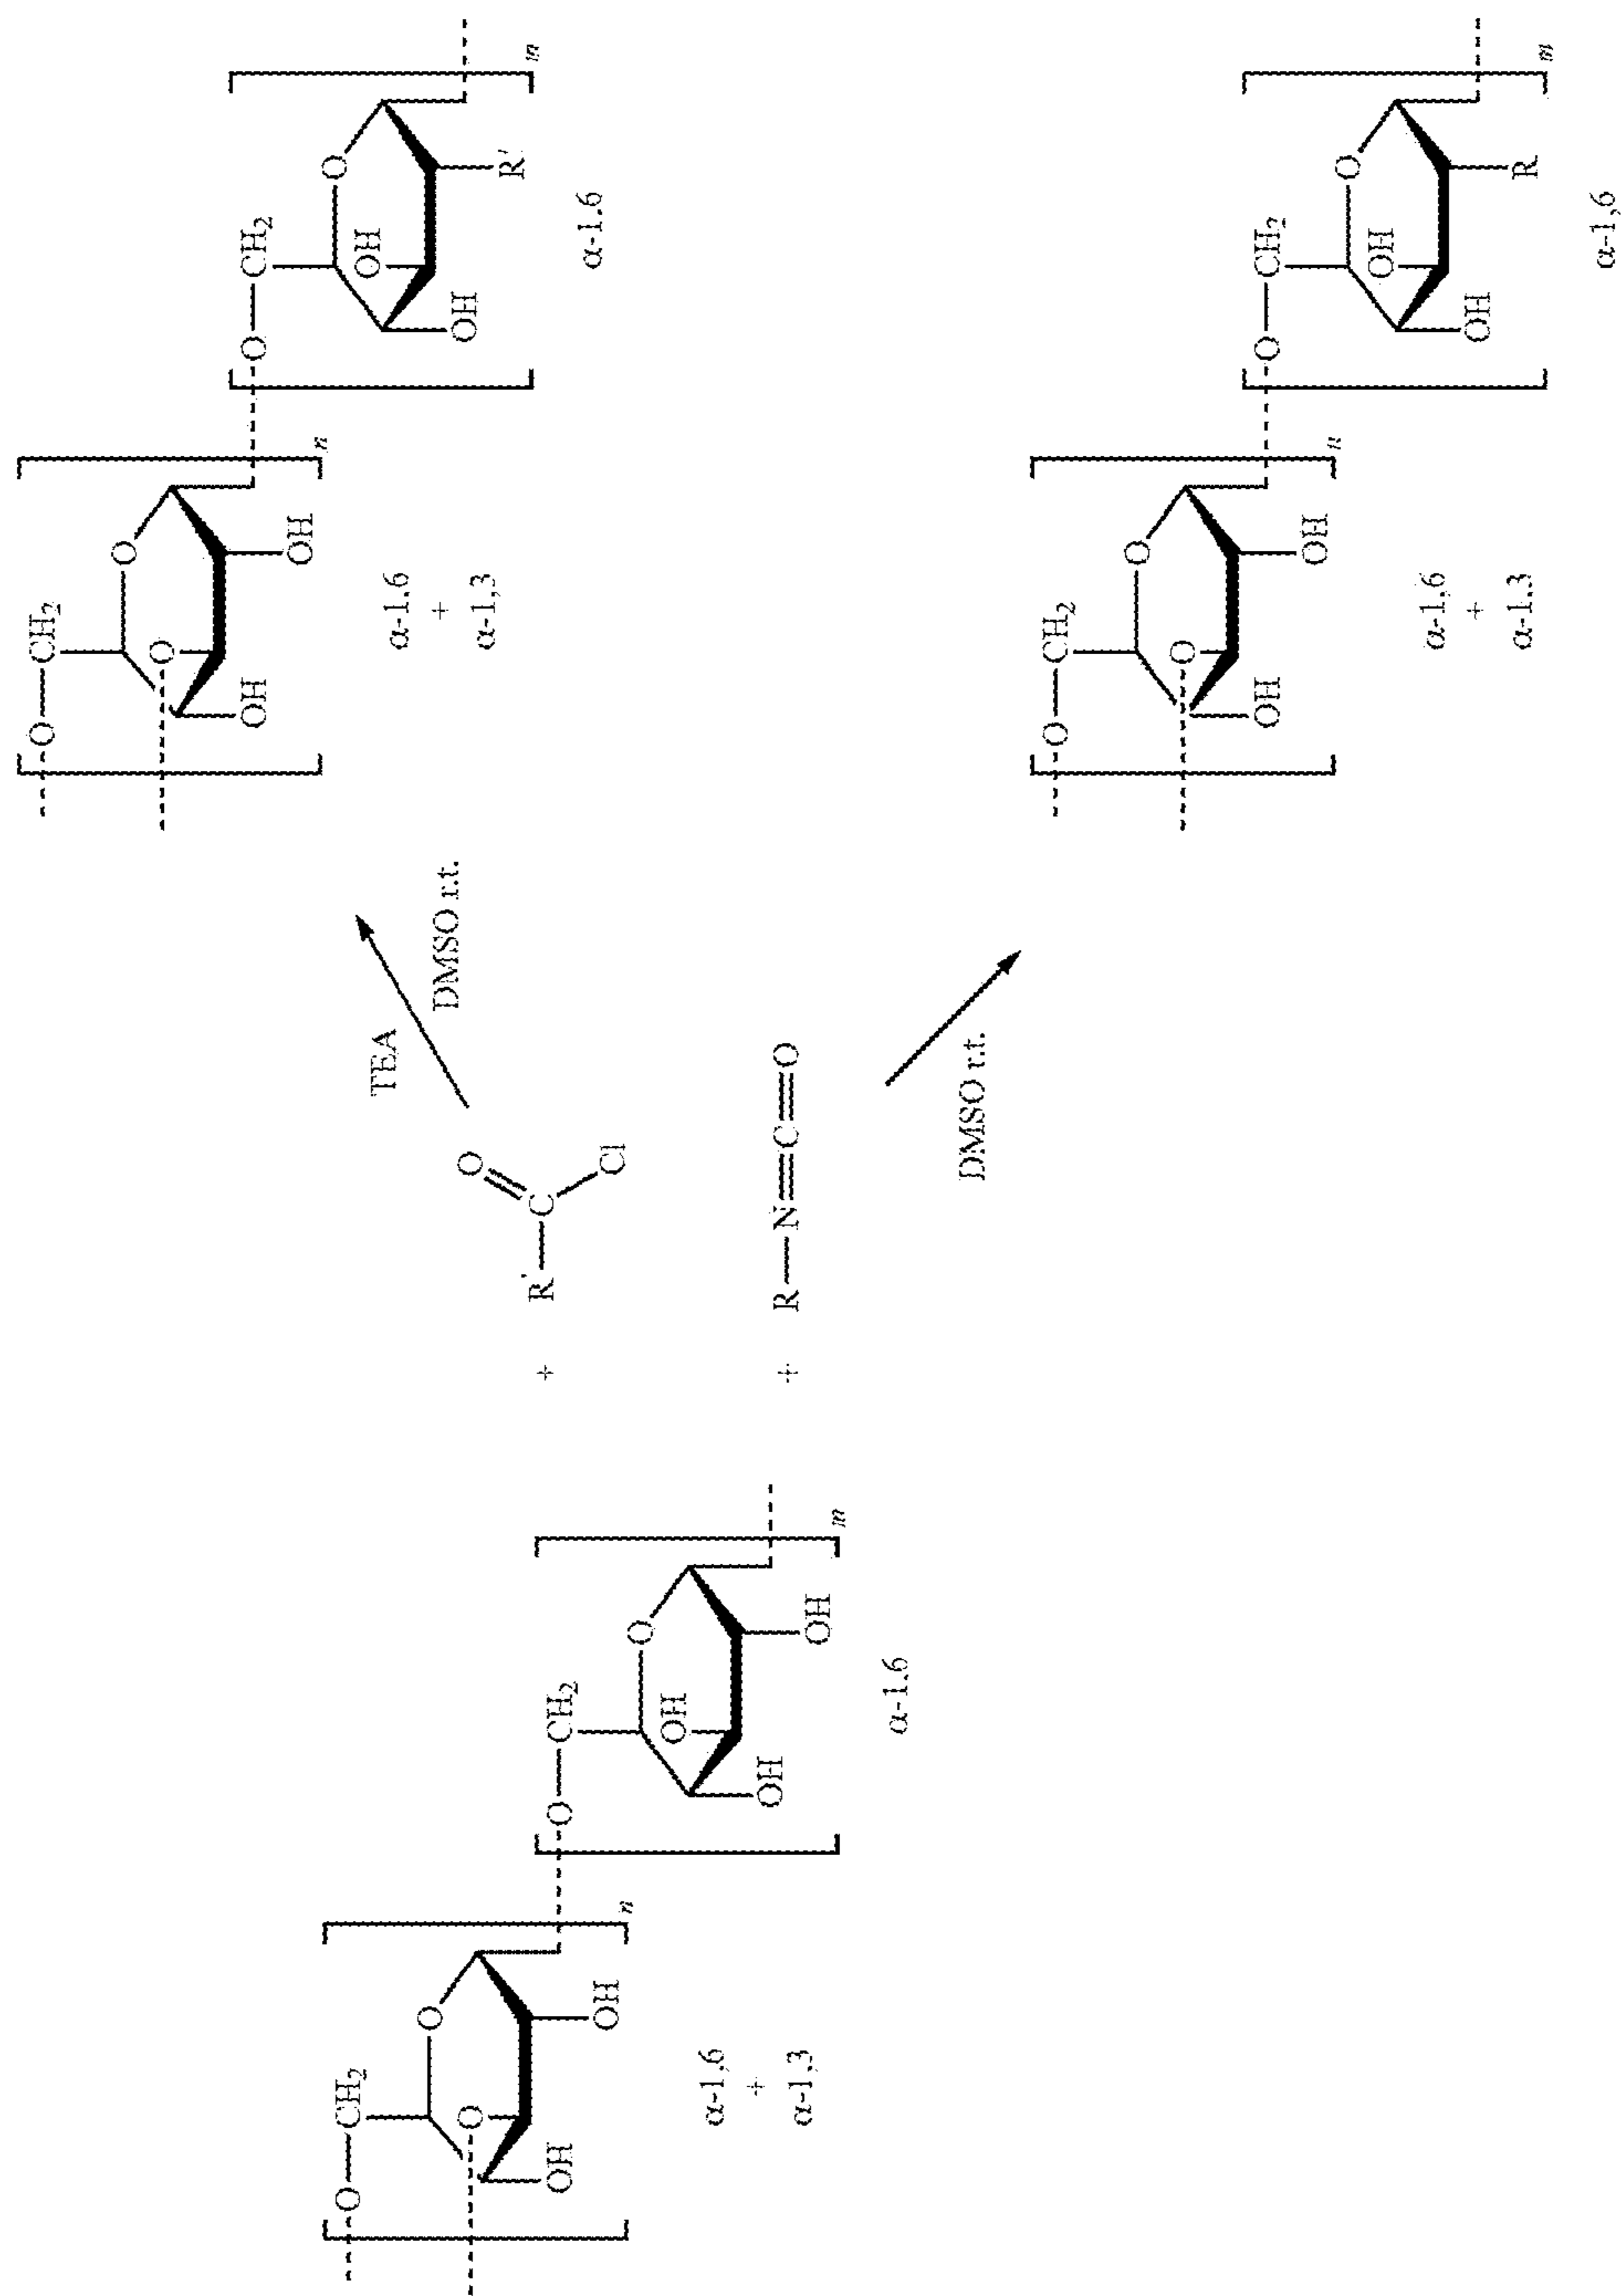 O—CH₂
O
O
OH
OH
n
α-1,6
+
α-1,3
O—CH₂
O
OH
OH
OH
m
α-1,6
+
O
R'
C
Cl
+
R—N=C=O
TEA
DMSO r.t.
DMSO r.t.
O—CH₂
O
O
OH
OH
n
α-1,6
+
α-1,3
O—CH₂
O
OH
OH
R'
m
α-1,6
O—CH₂
O
O
OH
OH
n
α-1,6
+
α-1,3
O—CH₂
O
OH
OH
R
m
α-1,6